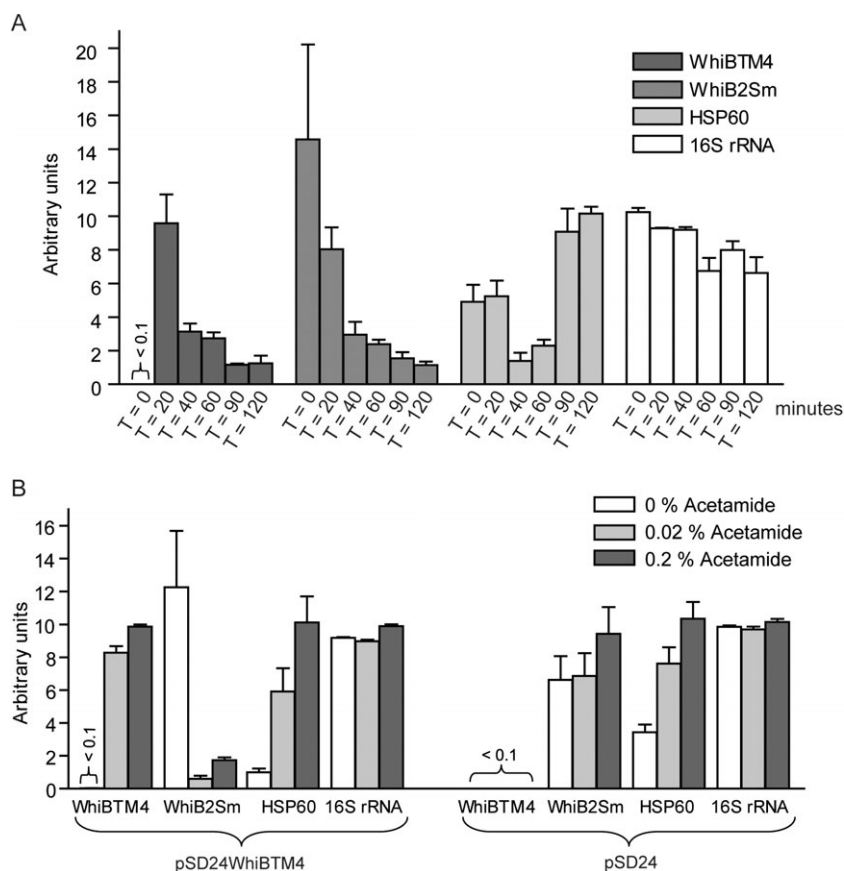 A
20
18
16
14
12
10
8
6
4
2
0
Arbitrary units
WhiBTM4
WhiB2Sm
HSP60
16S rRNA
< 0.1
T = 0
T = 20
T = 40
T = 60
T = 90
T = 120
T = 0
T = 20
T = 40
T = 60
T = 90
T = 120
T = 0
T = 20
T = 40
T = 60
T = 90
T = 120
T = 0
T = 20
T = 40
T = 60
T = 90
T = 120
minutes
B
16
14
12
10
8
6
4
2
0
Arbitrary units
0 % Acetamide
0.02 % Acetamide
0.2 % Acetamide
< 0.1
< 0.1
WhiBTM4 WhiB2Sm HSP60 16S rRNA WhiBTM4 WhiB2Sm HSP60 16S rRNA
pSD24WhiBTM4 pSD24